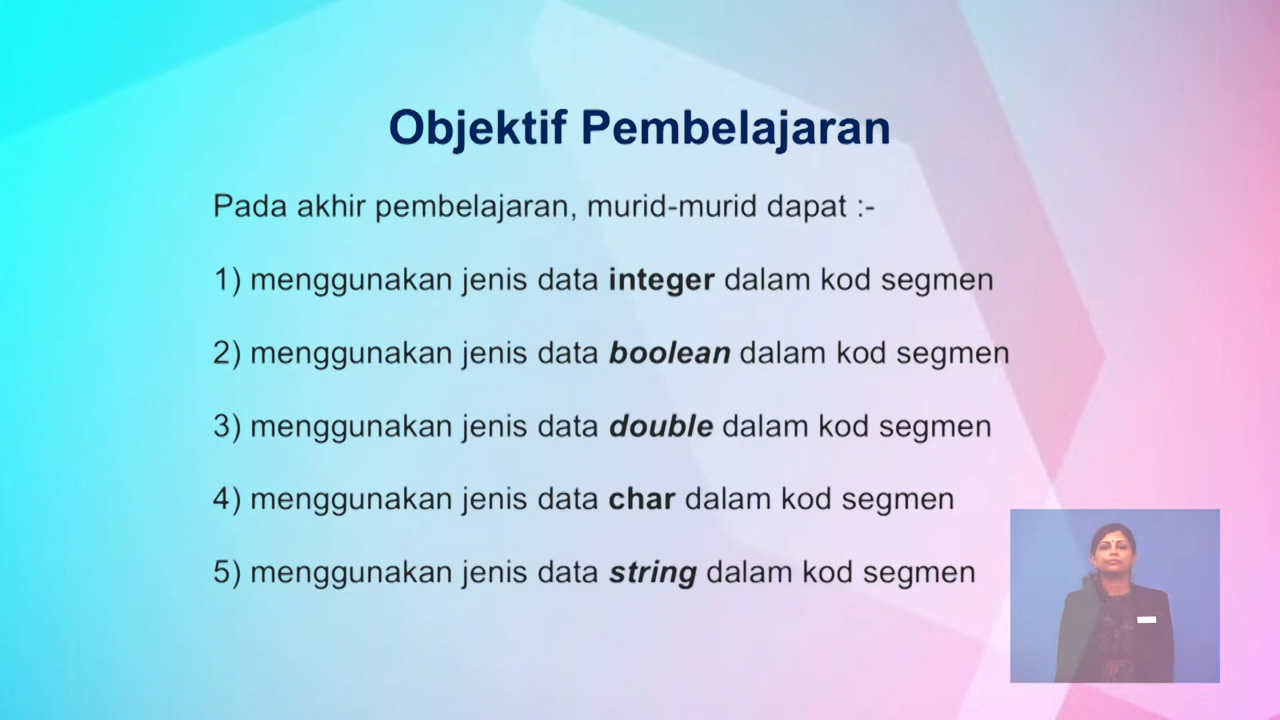 Objektif Pembelajaran
Pada akhir pembelajaran, murid-murid dapat :-
1) menggunakan jenis data integer dalam kod segmen
2) menggunakan jenis data boolean dalam kod segmen
3) menggunakan jenis data double dalam kod segmen
4) menggunakan jenis data char dalam kod segmen
5) menggunakan jenis data string dalam kod segmen